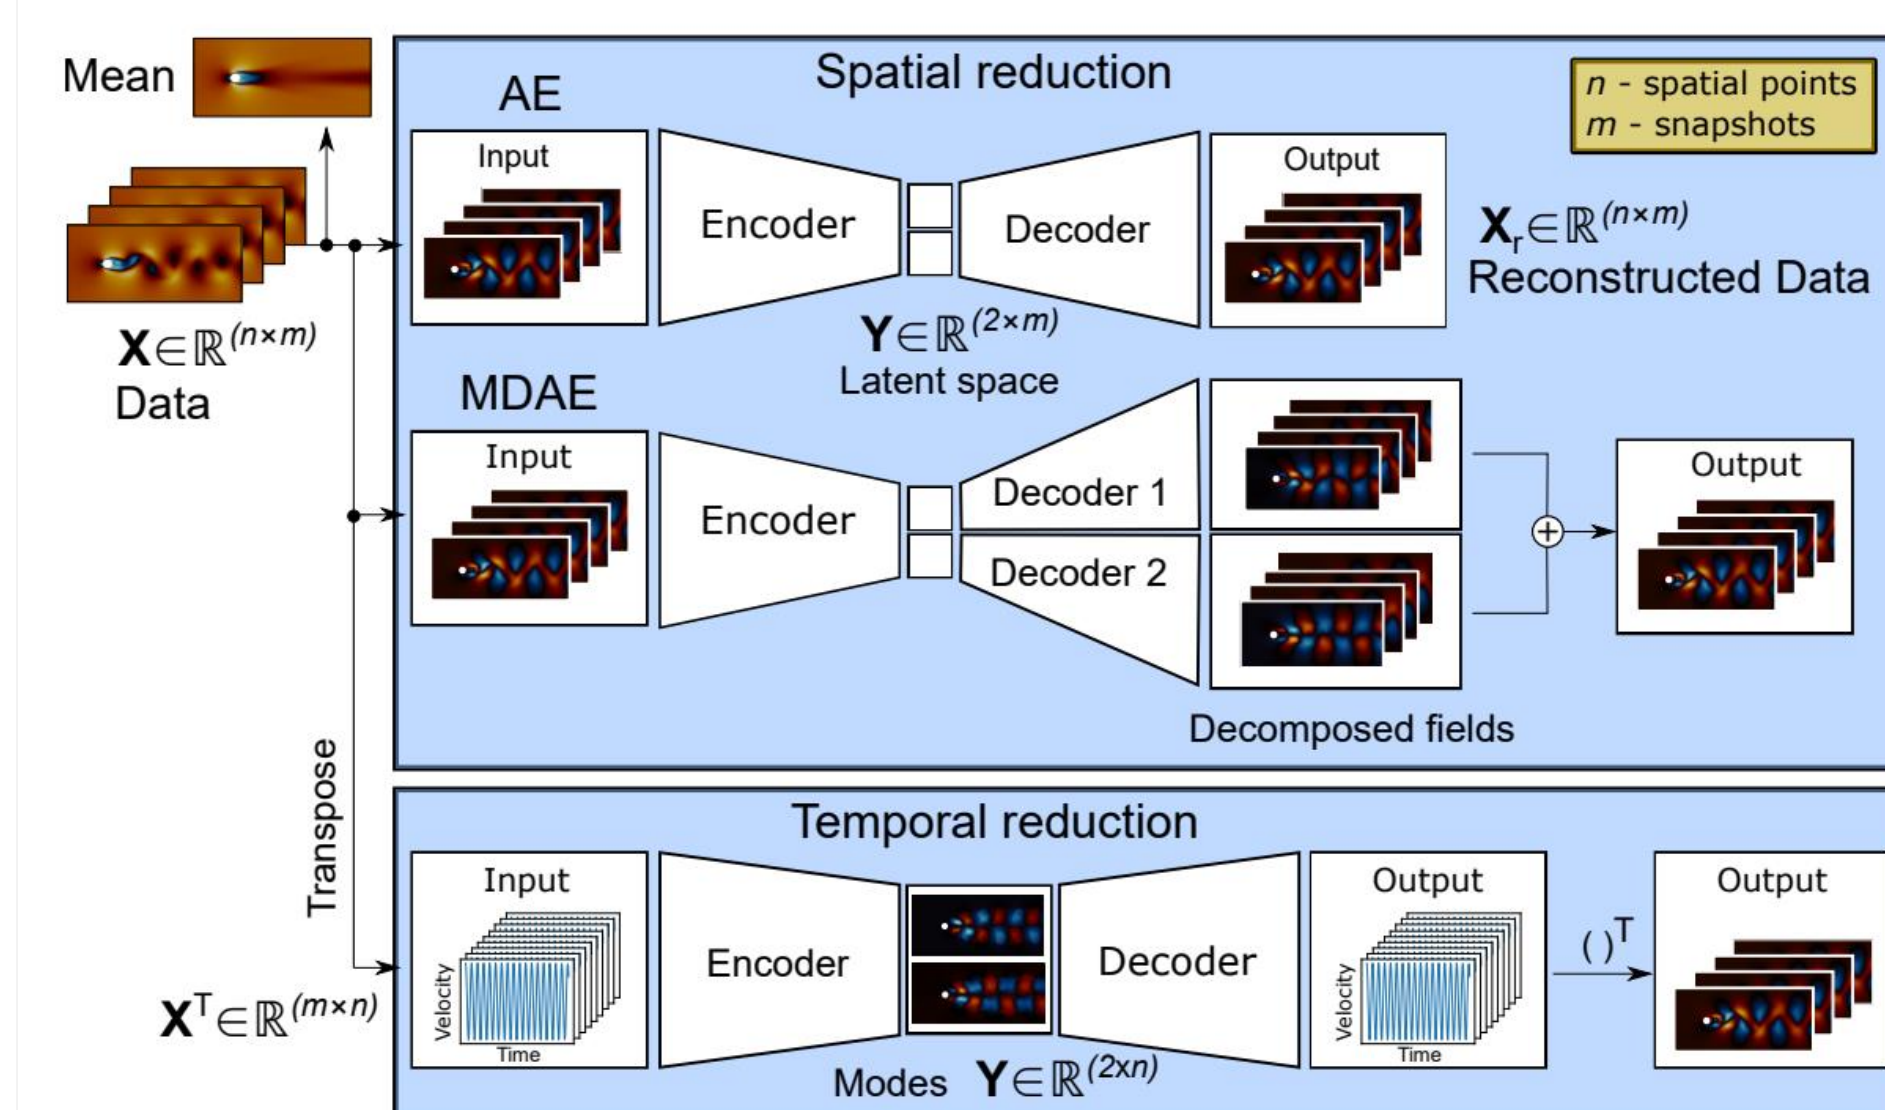 Mean
X∈ℝ(n×m)
Data
Spatial reduction
n - spatial points
m - snapshots
AE
Input
Encoder
Decoder
Output
Xr∈ℝ(n×m)
Reconstructed Data
Y∈ℝ(2×m)
Latent space
MDAE
Input
Encoder
Decoder 1
Decoder 2
+
Output
Decomposed fields
Transpose
XT∈ℝ(m×n)
Temporal reduction
Input
Velocity
Time
Encoder
Modes Y∈ℝ(2xn)
Decoder
Output
Velocity
Time
( )T
Output